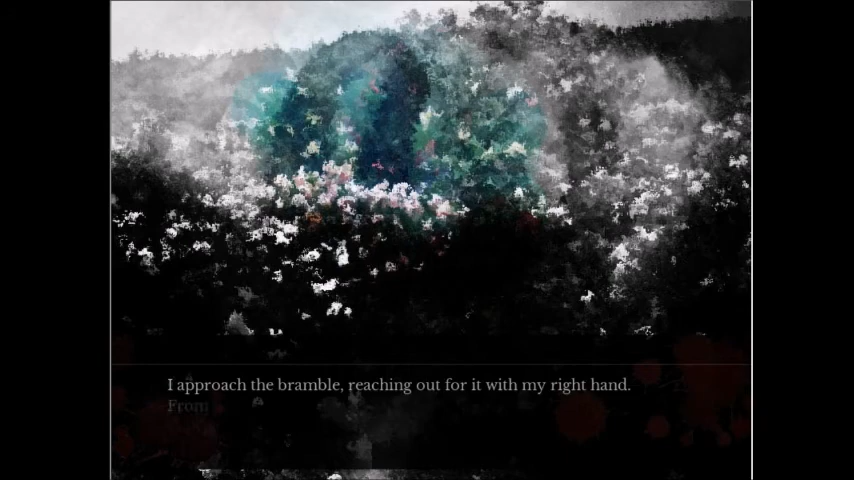 I approach the bramble, reaching out for it with my right hand.
From